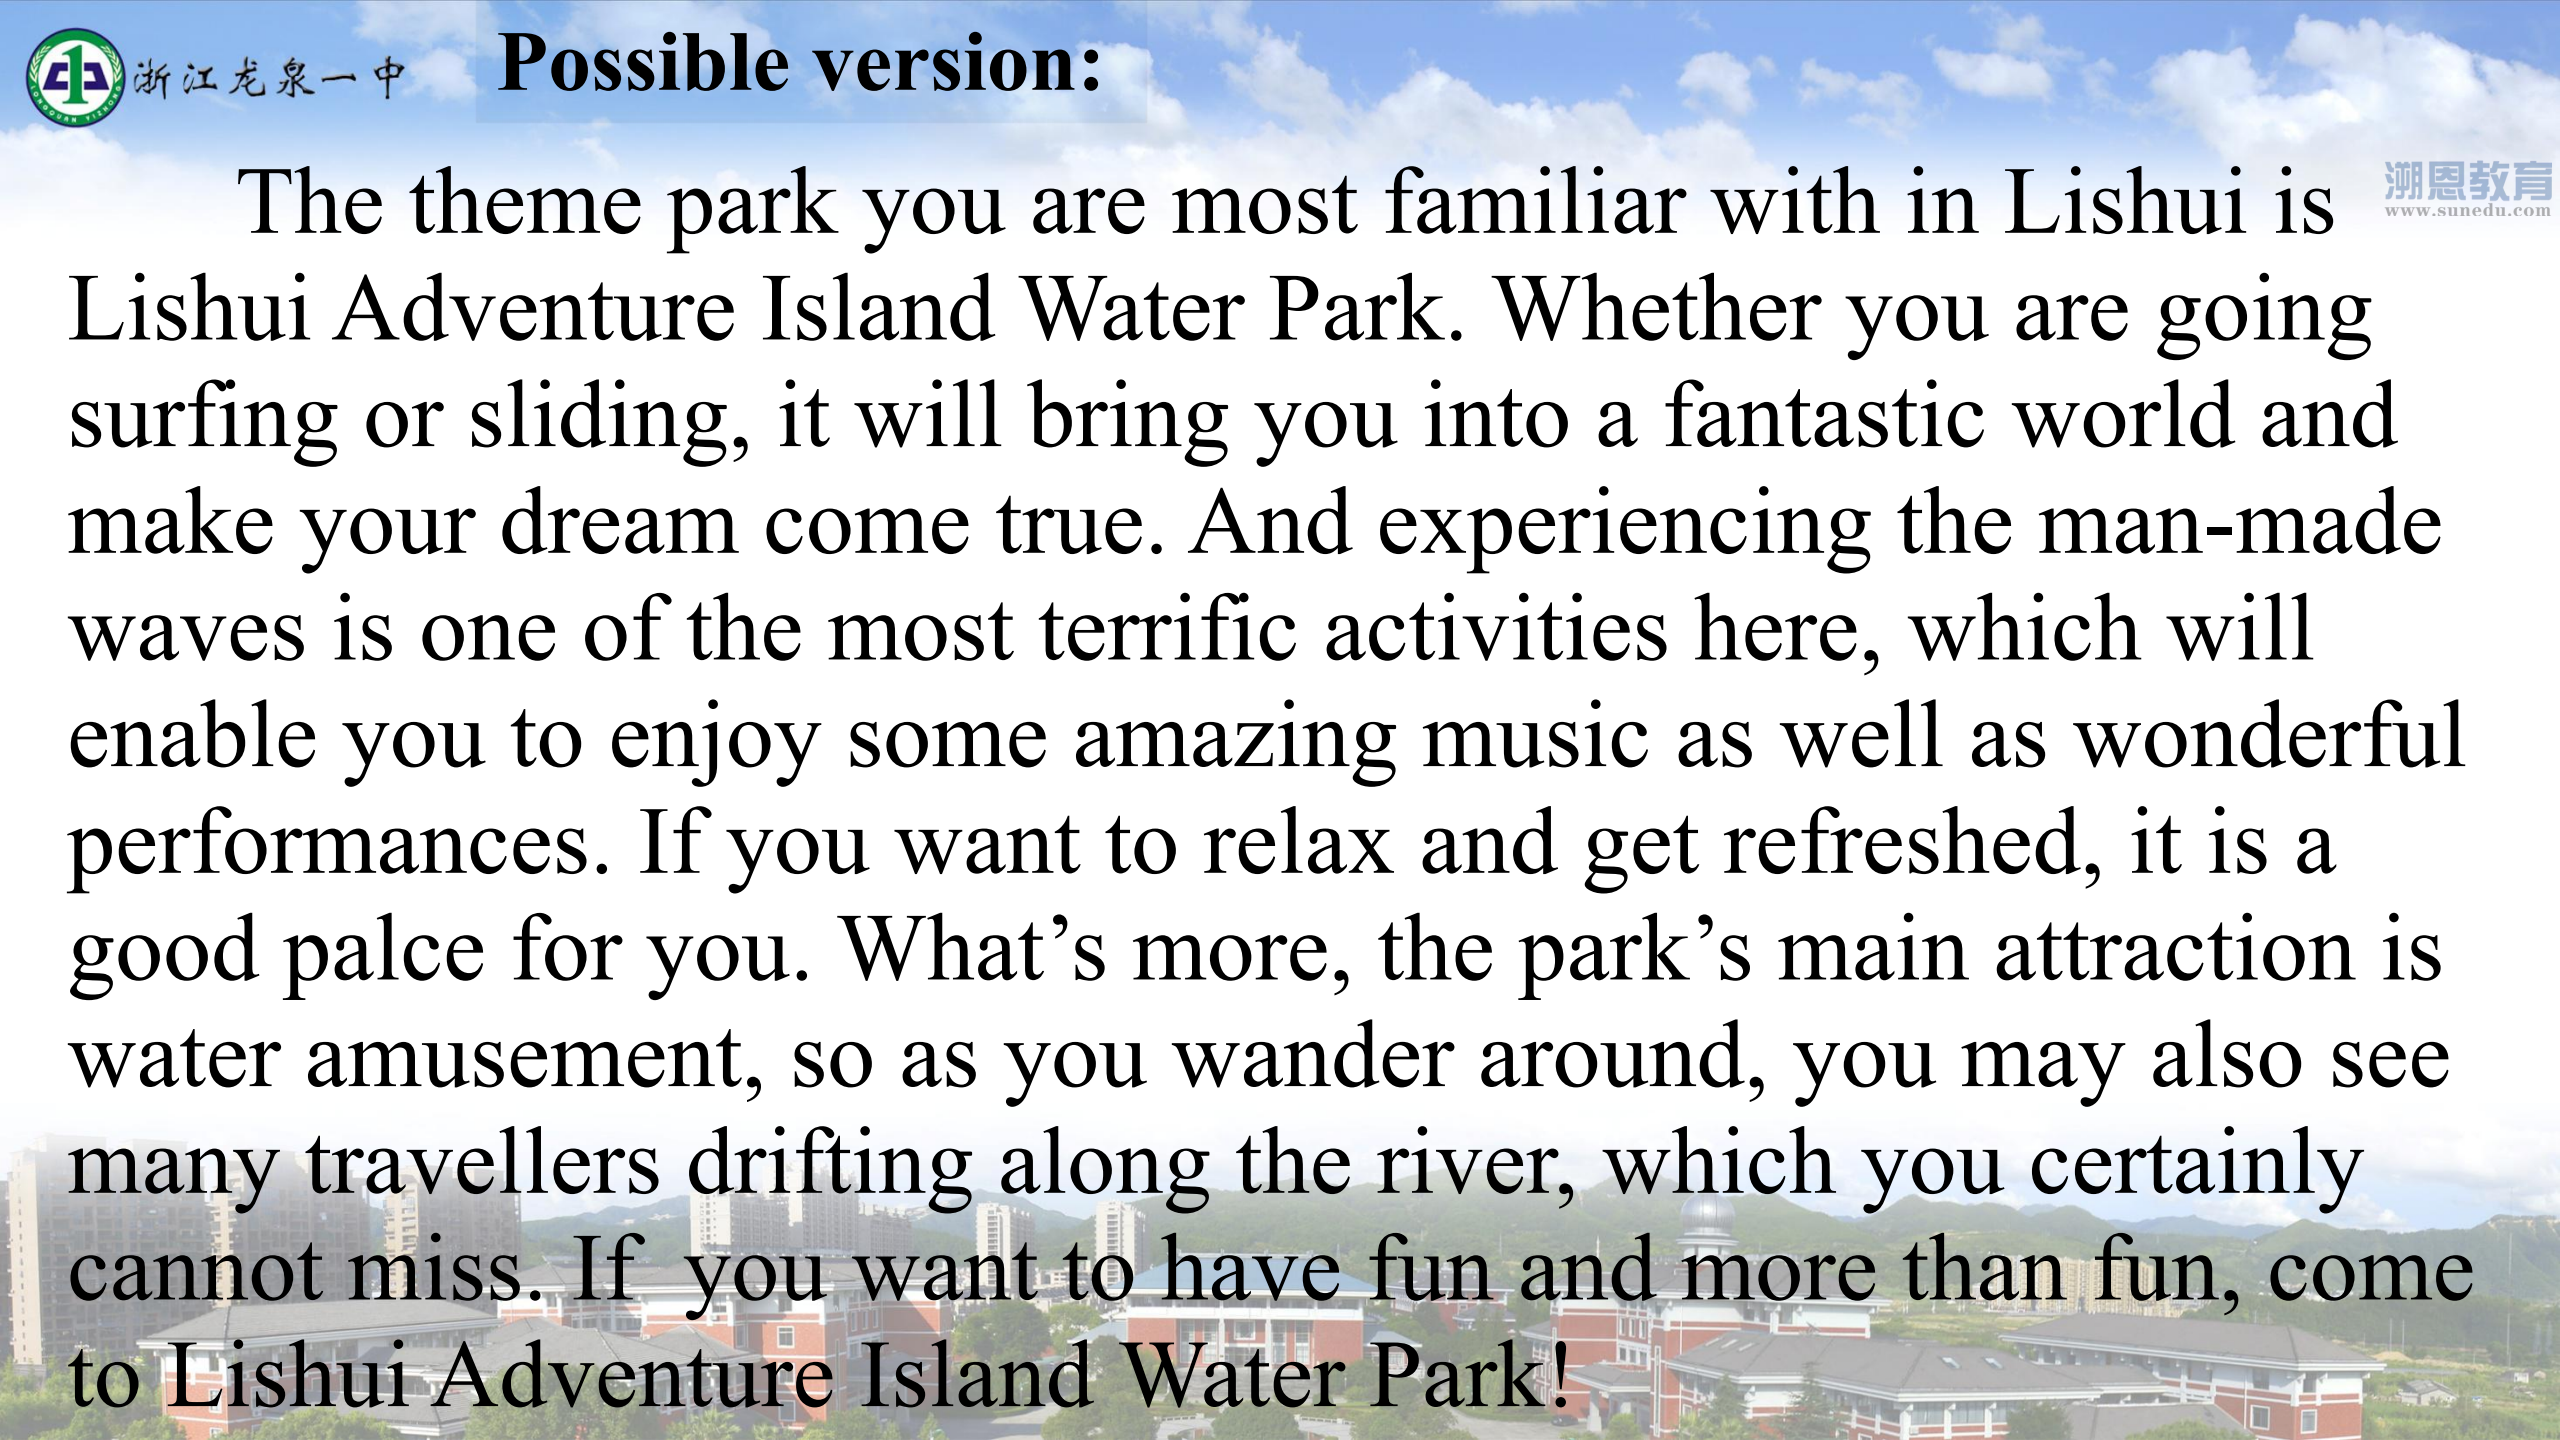 浙江龙泉一中
Possible version:
The theme park you are most familiar with in Lishui is
溯恩教育
www.sunedu.com
Lishui Adventure Island Water Park. Whether you are going
surfing or sliding, it will bring you into a fantastic world and
make your dream come true. And experiencing the man-made
waves is one of the most terrific activities here, which will
enable you to enjoy some amazing music as well as wonderful
performances. If you want to relax and get refreshed, it is a
good palce for you. What’s more, the park’s main attraction is
water amusement, so as you wander around, you may also see
many travellers drifting along the river, which you certainly
cannot miss. If  you want to have fun and more than fun, come
to Lishui Adventure Island Water Park!